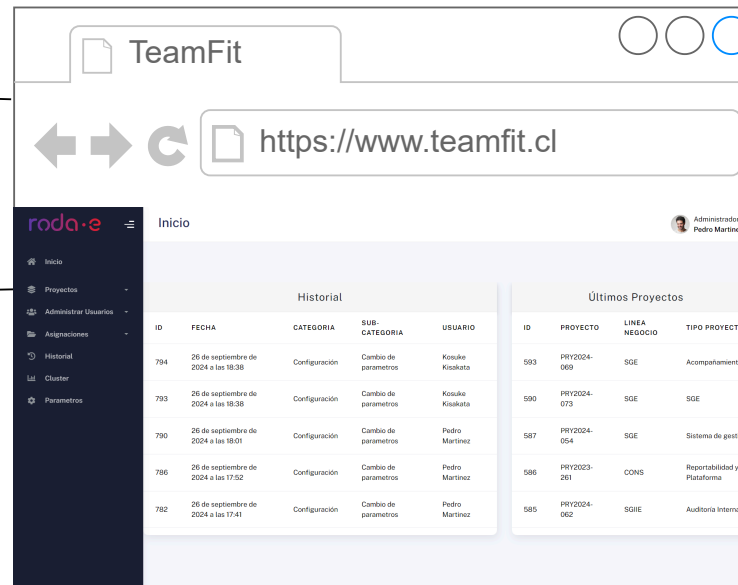 TeamFit
https://www.teamfit.cl
roda·e
Inicio
Administrador
Pedro Martine
Inicio
Proyectos
Administrar Usuarios
Asignaciones
Historial
Cluster
Parametros
Historial
ID FECHA CATEGORIA SUB-CATEGORIA USUARIO
794 26 de septiembre de 2024 a las 18:38 Configuración Cambio de parametros Kosuke Kisakata
793 26 de septiembre de 2024 a las 18:38 Configuración Cambio de parametros Kosuke Kisakata
790 26 de septiembre de 2024 a las 18:01 Configuración Cambio de parametros Pedro Martinez
786 26 de septiembre de 2024 a las 17:52 Configuración Cambio de parametros Pedro Martinez
782 26 de septiembre de 2024 a las 17:41 Configuración Cambio de parametros Pedro Martinez
Últimos Proyectos
ID PROYECTO LINEA NEGOCIO TIPO PROYECT
593 PRY2024-069 SGE Acompañamient
590 PRY2024-073 SGE SGE
587 PRY2024-054 SGE Sistema de gest
586 PRY2023-261 CONS Reportabilidad y Plataforma
585 PRY2024-062 SGIIE Auditoría Interna